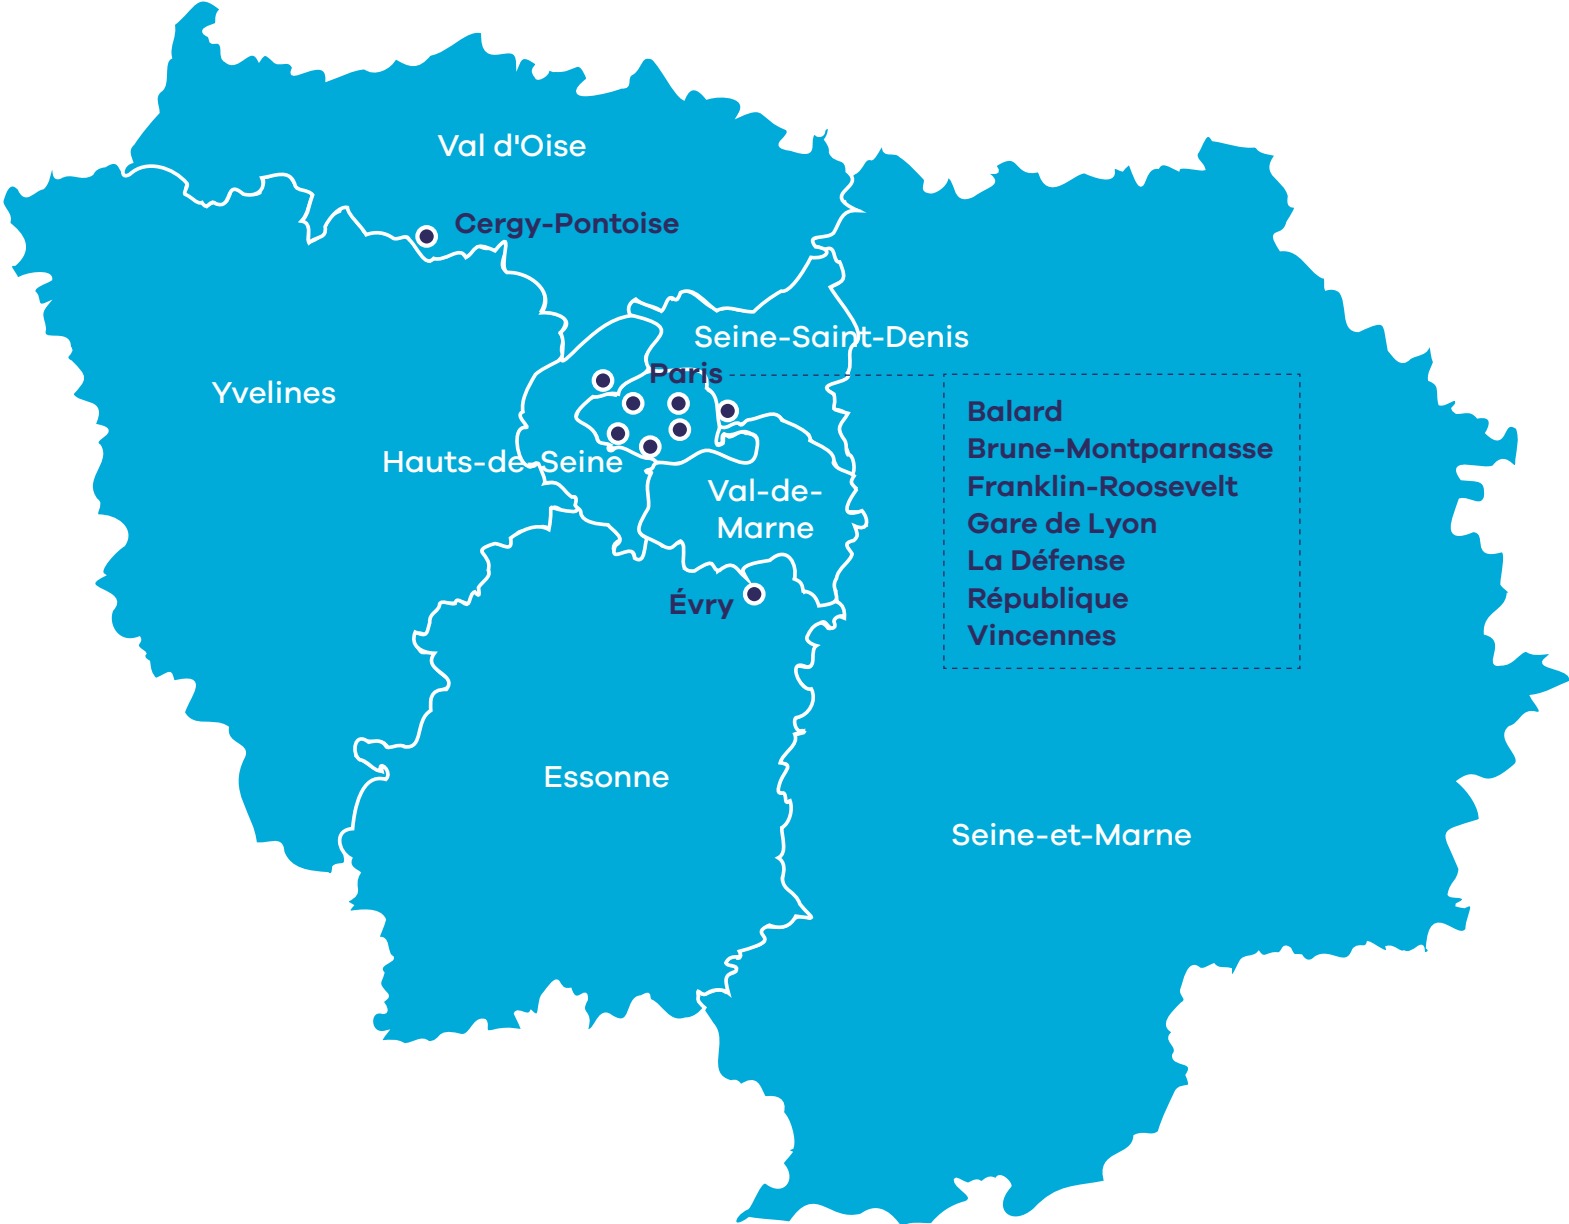 Val d'Oise
Cergy-Pontoise
Seine-Saint-Denis
Paris
Yvelines
Balard
Brune-Montparnasse
Franklin-Roosevelt
Gare de Lyon
La Défense
République
Vincennes
Hauts-de-Seine
Val-de-
Marne
Évry
Essonne
Seine-et-Marne